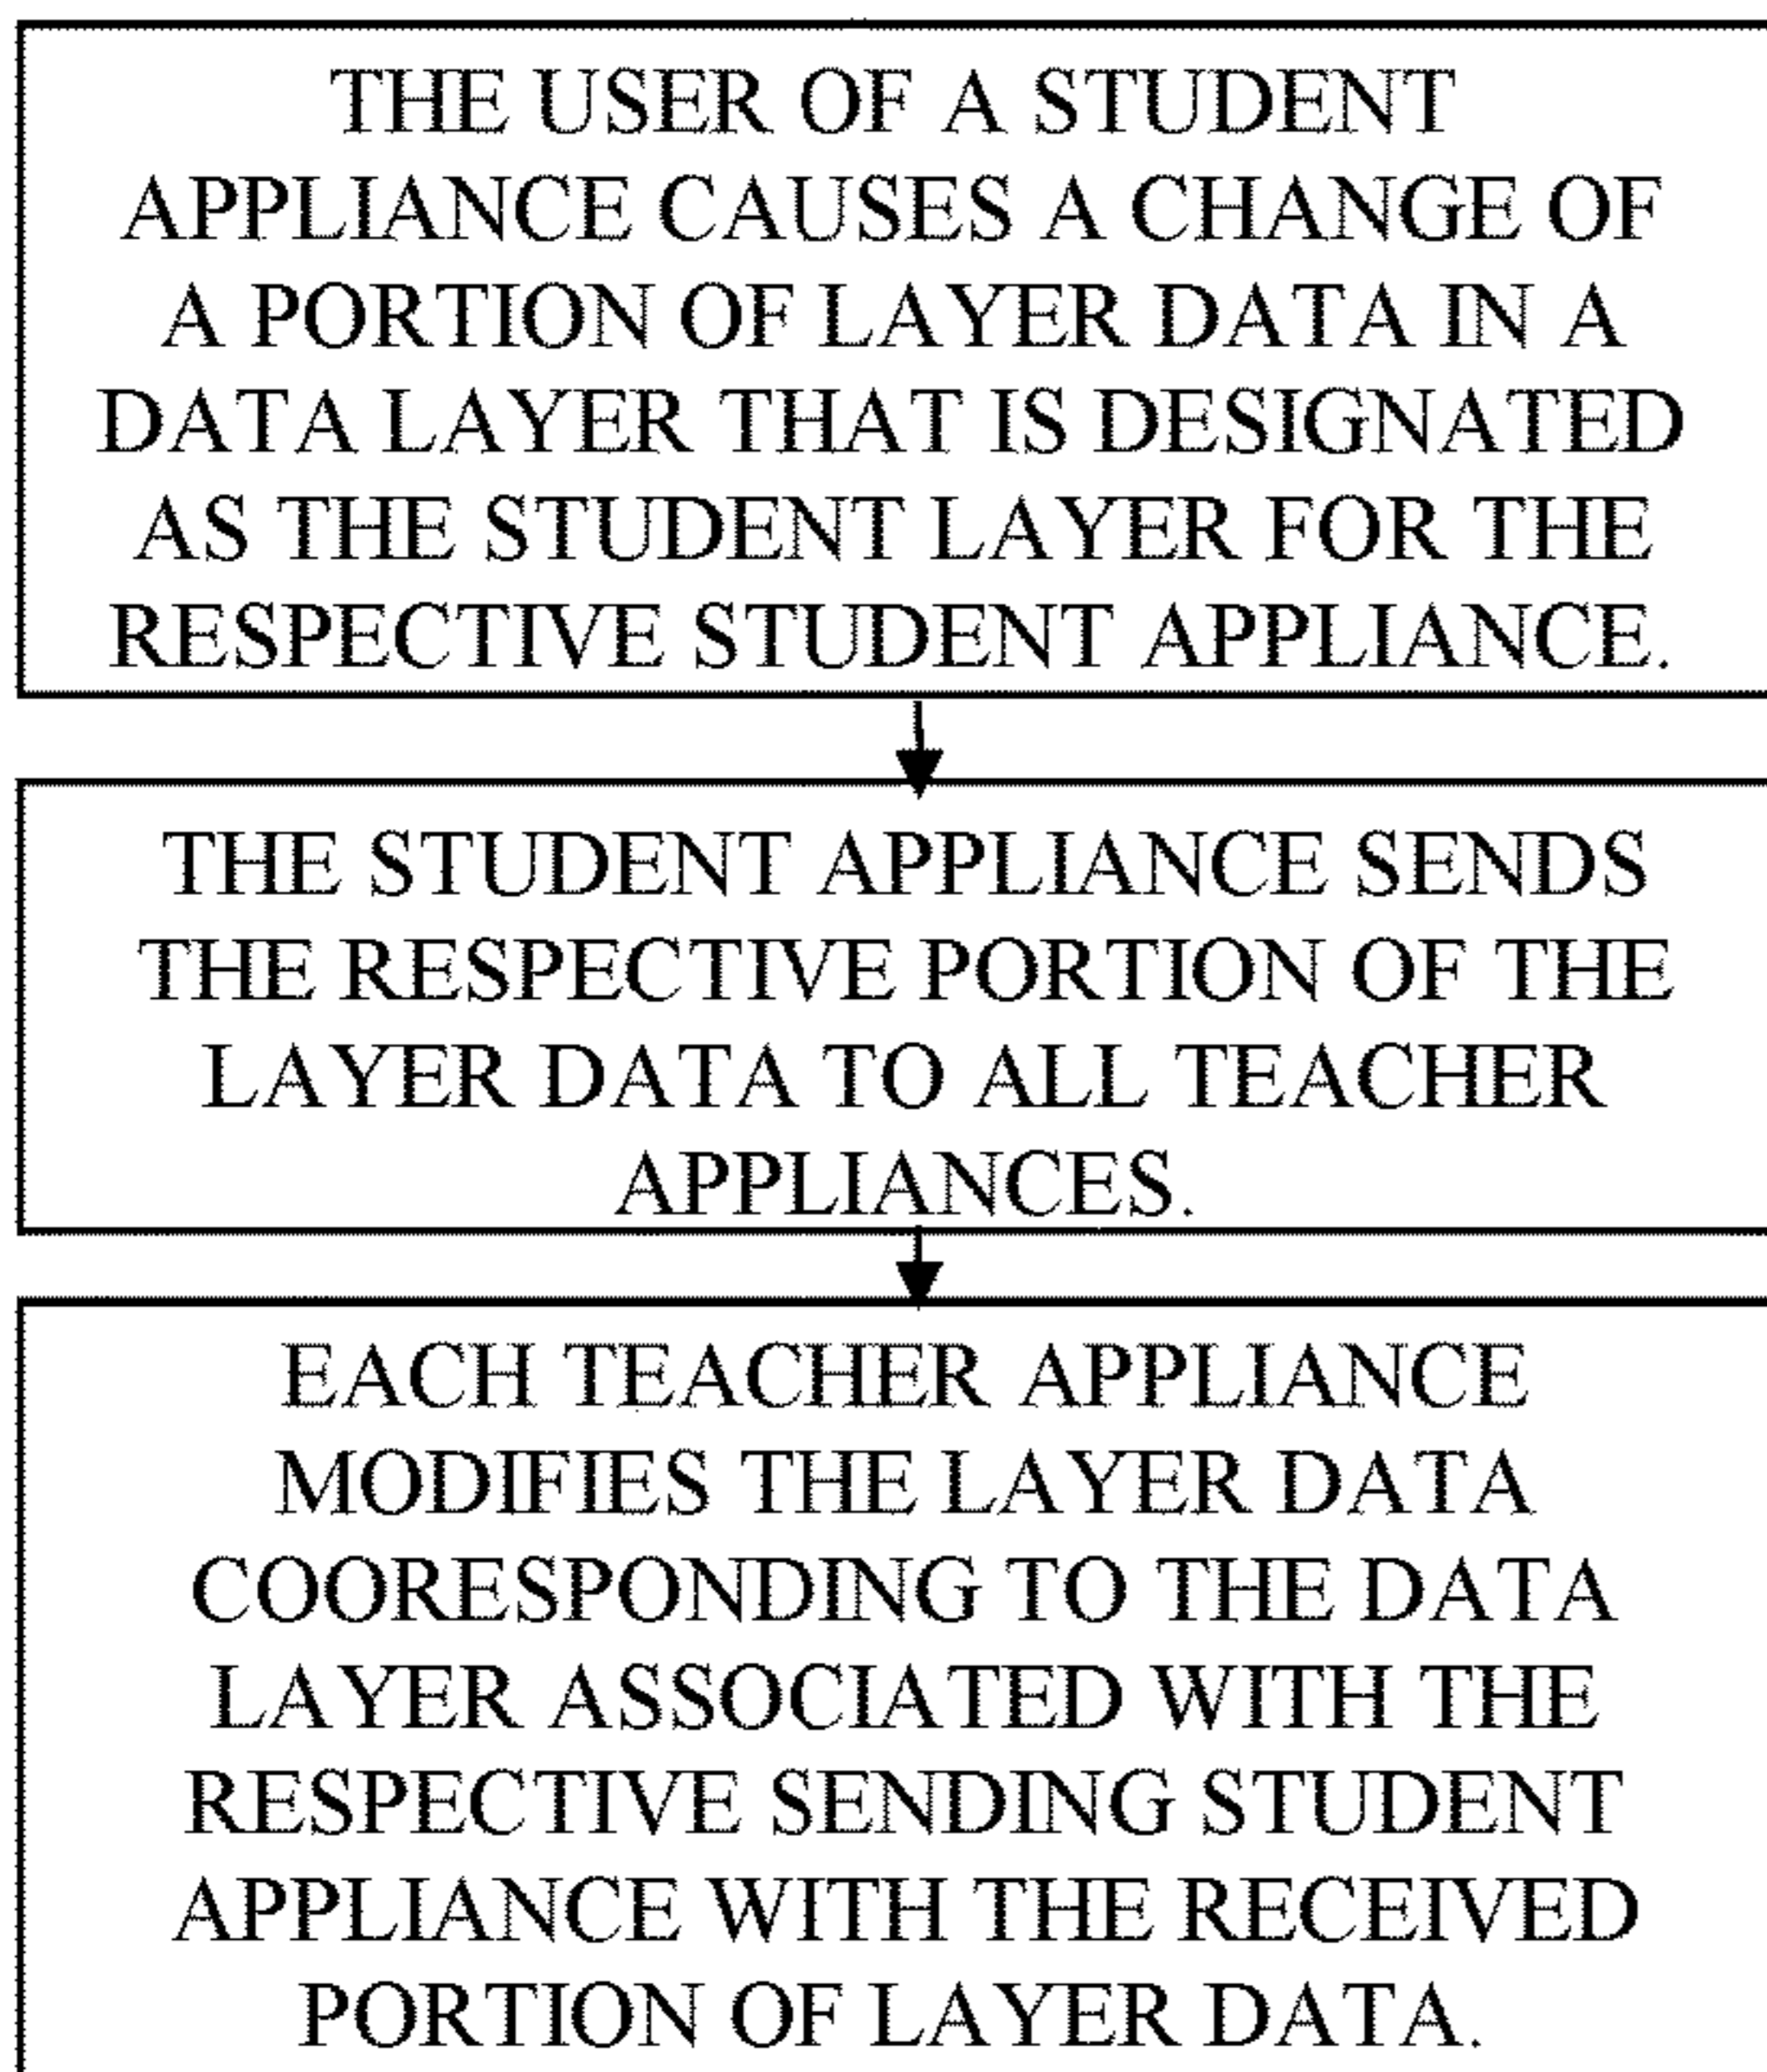 THE USER OF A STUDENT
APPLIANCE CAUSES A CHANGE OF
A PORTION OF LAYER DATA IN A
DATA LAYER THAT IS DESIGNATED
AS THE STUDENT LAYER FOR THE
RESPECTIVE STUDENT APPLIANCE.
THE STUDENT APPLIANCE SENDS
THE RESPECTIVE PORTION OF THE
LAYER DATA TO ALL TEACHER
APPLIANCES.
EACH TEACHER APPLIANCE
MODIFIES THE LAYER DATA
COORESPONDING TO THE DATA
LAYER ASSOCIATED WITH THE
RESPECTIVE SENDING STUDENT
APPLIANCE WITH THE RECEIVED
PORTION OF LAYER DATA.